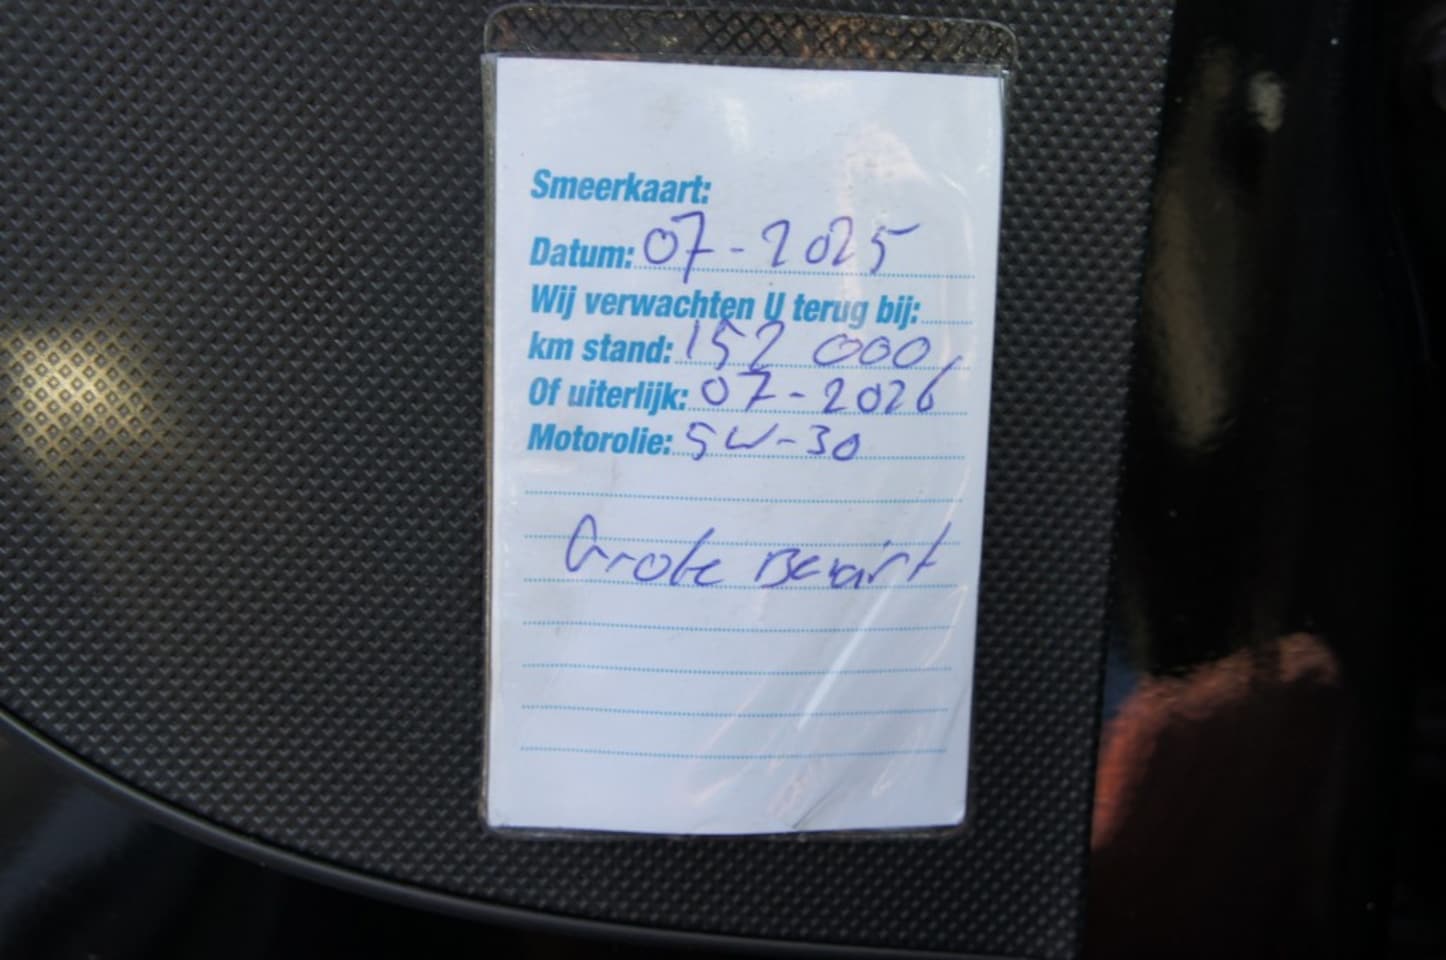 Smeerkaart:
Datum: 07-2025
Wij verwachten U terug bij:
km stand: 152 000
Of uiterlijk: 07-2026
Motorolie: 5W-30
Grote Beurt